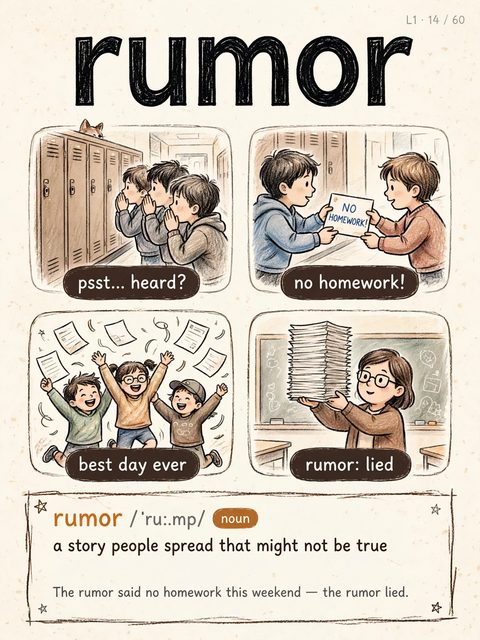 L1 · 14 / 60
rumor
psst... heard?
NO
HOMEWORK!
no homework!
best day ever
rumor: lied
rumor /ˈruː.mp/ noun
a story people spread that might not be true
The rumor said no homework this weekend — the rumor lied.